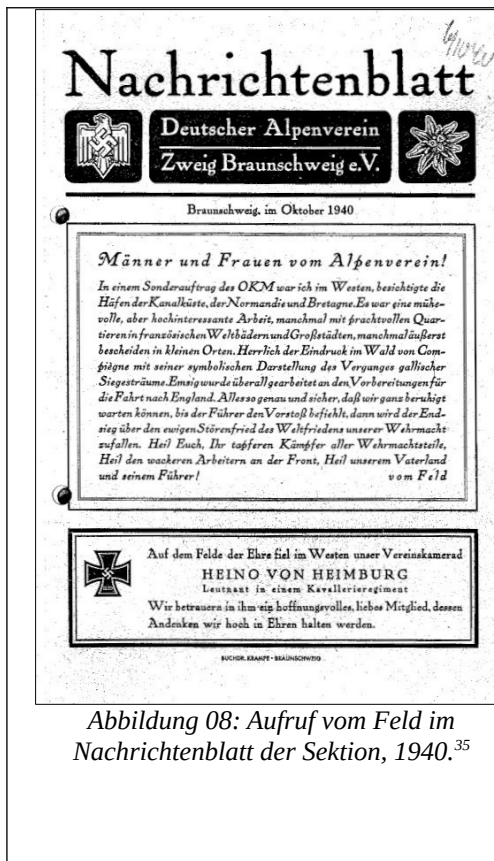 Nachrichtenblatt
Deutscher Alpenverein
Zweig Braunschweig e.V.
Braunschweig, im Oktober 1940
Männer und Frauen vom Alpenverein!
In einem Sonderauftrag des OKM war ich im Westen, besichtigte die
Häfen der Kanalküste, der Normandie und Bretagne. Es war eine mühe-
volle, aber hochinteressante Arbeit, manchmal mit prachtvollen Quar-
tieren in französischen Weltbädern und Großstädten, manchmal äußerst
bescheiden in kleinen Orten. Herrlich der Eindruck im Wald von Com-
piègne mit seiner symbolischen Darstellung des Verganges gallischer
Siegesträume. Emsig wurde überall gearbeitet an den Vorbereitungen für
die Fahrt nach England. Alles so genau und sicher, daß wir ganz beruhigt
warten können, bis der Führer den Vorstoß befiehlt, dann wird der End-
sieg über den ewigen Störenfried des Weltfriedens unserer Wehrmacht
zufallen. Heil Euch, Ihr tapferen Kämpfer aller Wehrmachtsteile,
Heil den wackeren Arbeitern an der Front, Heil unserem Vaterland
und seinem Führer! vom Feld
Auf dem Felde der Ehre fiel im Westen unser Vereinskamerad
HEINO VON HEIMBURG
Leutnant in einem Kavallerieregiment
Wir betrauern in ihm ein hoffnungsvolles, liebes Mitglied, dessen
Andenken wir hoch in Ehren halten werden.
BUCHDR. KRAMPE • BRAUNSCHWEIG
Abbildung 08: Aufruf vom Feld im
Nachrichtenblatt der Sektion, 1940.35